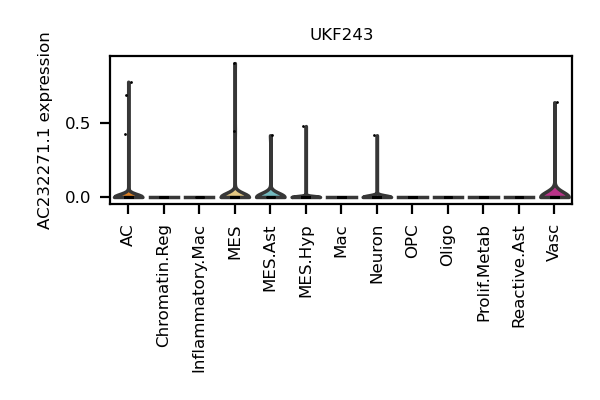 UKF243
AC232271.1 expression
0.5
0.0
AC
Chromatin.Reg
Inflammatory.Mac
MES
MES.Ast
MES.Hyp
Mac
Neuron
OPC
Oligo
Prolif.Metab
Reactive.Ast
Vasc